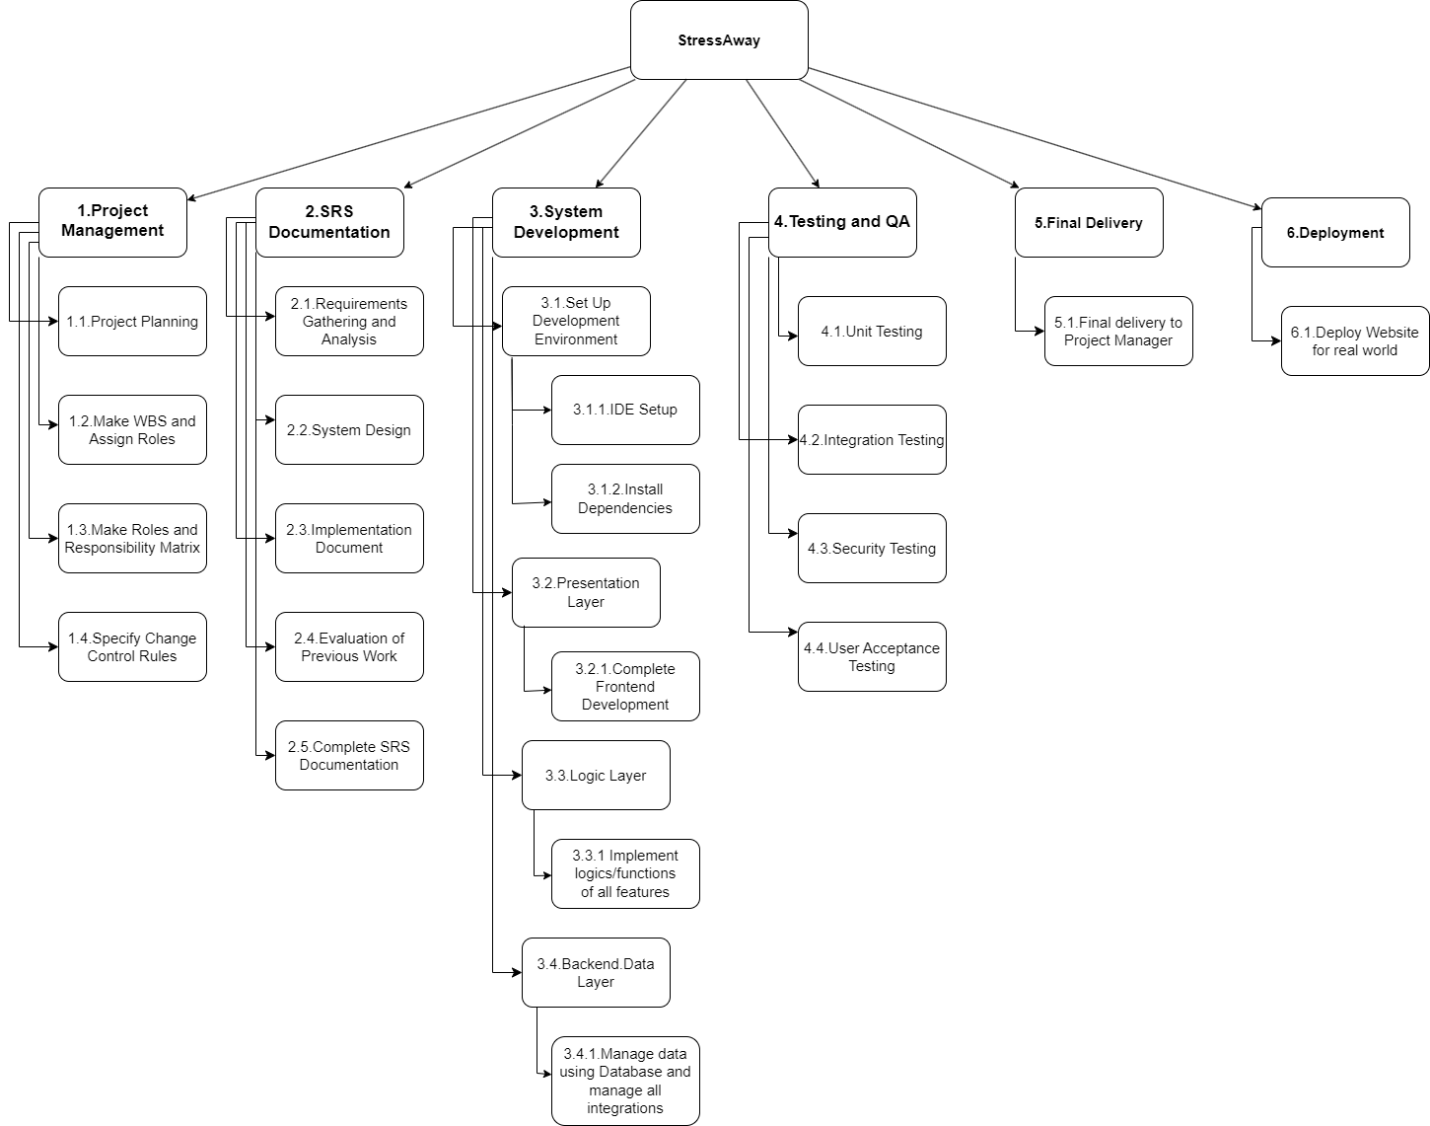 StressAway
1.Project
Management
2.SRS
Documentation
3.System
Development
4.Testing and QA
5.Final Delivery
6.Deployment
1.1.Project Planning
1.2.Make WBS and
Assign Roles
1.3.Make Roles and
Responsibility Matrix
1.4.Specify Change
Control Rules
2.1.Requirements
Gathering and
Analysis
2.2.System Design
2.3.Implementation
Document
2.4.Evaluation of
Previous Work
2.5.Complete SRS
Documentation
3.1.Set Up
Development
Environment
3.1.1.IDE Setup
3.1.2.Install
Dependencies
3.2.Presentation
Layer
3.2.1.Complete
Frontend
Development
3.3.Logic Layer
3.3.1 Implement
logics/functions
of all features
3.4.Backend.Data
Layer
3.4.1.Manage data
using Database and
manage all
integrations
4.1.Unit Testing
4.2.Integration Testing
4.3.Security Testing
4.4.User Acceptance
Testing
5.1.Final delivery to
Project Manager
6.1.Deploy Website
for real world